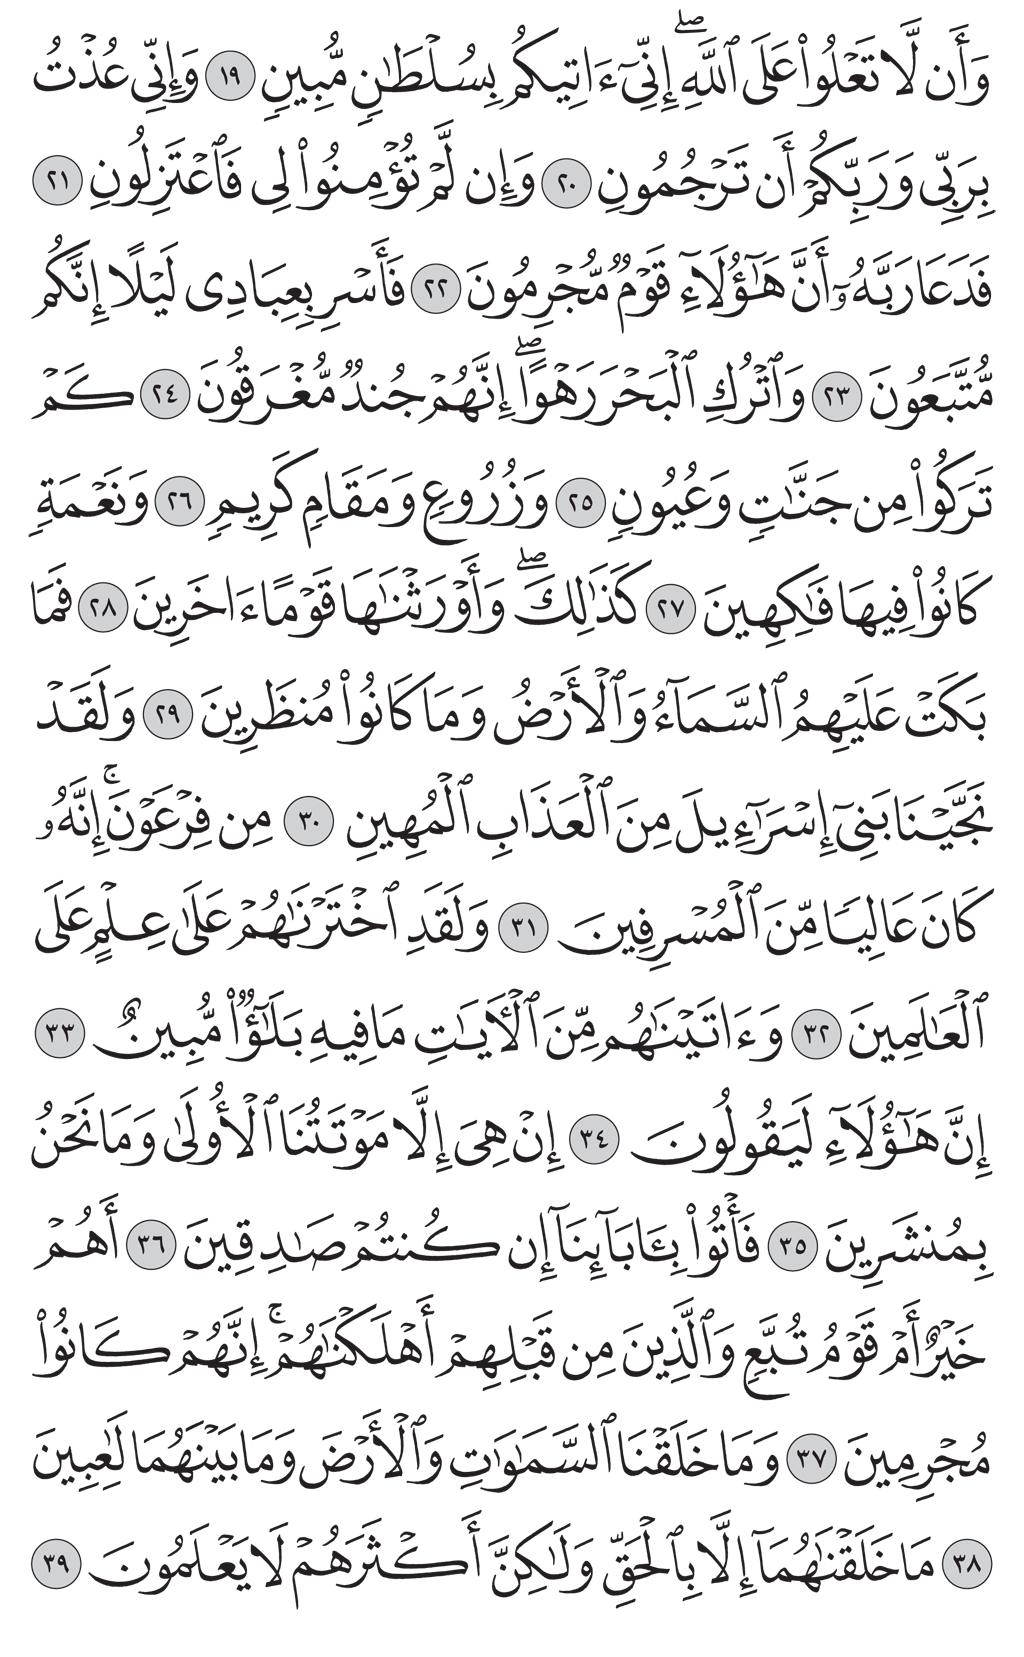 وَأَن لَّا تَعْلُوا۟ عَلَى ٱللَّهِ ۖ إِنِّىٓ ءَاتِيكُم بِسُلْطَـٰنٍ مُّبِينٍ ١٩ وَإِنِّى عُذْتُ
بِرَبِّى وَرَبِّكُمْ أَن تَرْجُمُونِ ٢٠ وَإِن لَّمْ تُؤْمِنُوا۟ لِى فَٱعْتَزِلُونِ ٢١
فَدَعَا رَبَّهُۥٓ أَنَّ هَـٰٓؤُلَآءِ قَوْمٌ مُّجْرِمُونَ ٢٢ فَأَسْرِ بِعِبَادِى لَيْلًا إِنَّكُم
مُّتَّبَعُونَ ٢٣ وَٱتْرُكِ ٱلْبَحْرَ رَهْوًا ۖ إِنَّهُمْ جُندٌ مُّغْرَقُونَ ٢٤ كَمْ
تَرَكُوا۟ مِن جَنَّـٰتٍ وَعُيُونٍ ٢٥ وَزُرُوعٍ وَمَقَامٍ كَرِيمٍ ٢٦ وَنَعْمَةٍ
كَانُوا۟ فِيهَا فَـٰكِهِينَ ٢٧ كَذَٰلِكَ ۖ وَأَوْرَثْنَـٰهَا قَوْمًا ءَاخَرِينَ ٢٨ فَمَا
بَكَتْ عَلَيْهِمُ ٱلسَّمَآءُ وَٱلْأَرْضُ وَمَا كَانُوا۟ مُنظَرِينَ ٢٩ وَلَقَدْ
نَجَّيْنَا بَنِىٓ إِسْرَٰٓءِيلَ مِنَ ٱلْعَذَابِ ٱلْمُهِينِ ٣٠ مِن فِرْعَوْنَ ۚ إِنَّهُۥ
كَانَ عَالِيًا مِّنَ ٱلْمُسْرِفِينَ ٣١ وَلَقَدِ ٱخْتَرْنَـٰهُمْ عَلَىٰ عِلْمٍ عَلَى
ٱلْعَـٰلَمِينَ ٣٢ وَءَاتَيْنَـٰهُم مِّنَ ٱلْـَٔايَـٰتِ مَا فِيهِ بَلَـٰٓؤٌا۟ مُّبِينٌ ٣٣
إِنَّ هَـٰٓؤُلَآءِ لَيَقُولُونَ ٣٤ إِنْ هِىَ إِلَّا مَوْتَتُنَا ٱلْأُولَىٰ وَمَا نَحْنُ
بِمُنشَرِينَ ٣٥ فَأْتُوا۟ بِـَٔابَآئِنَآ إِن كُنتُمْ صَـٰدِقِينَ ٣٦ أَهُمْ
خَيْرٌ أَمْ قَوْمُ تُبَّعٍ وَٱلَّذِينَ مِن قَبْلِهِمْ أَهْلَكْنَـٰهُمْ ۚ إِنَّهُمْ كَانُوا۟
مُجْرِمِينَ ٣٧ وَمَا خَلَقْنَا ٱلسَّمَـٰوَٰتِ وَٱلْأَرْضَ وَمَا بَيْنَهُمَا لَـٰعِبِينَ
٣٨ مَا خَلَقْنَـٰهُمَآ إِلَّا بِٱلْحَقِّ وَلَـٰكِنَّ أَكْثَرَهُمْ لَا يَعْلَمُونَ ٣٩